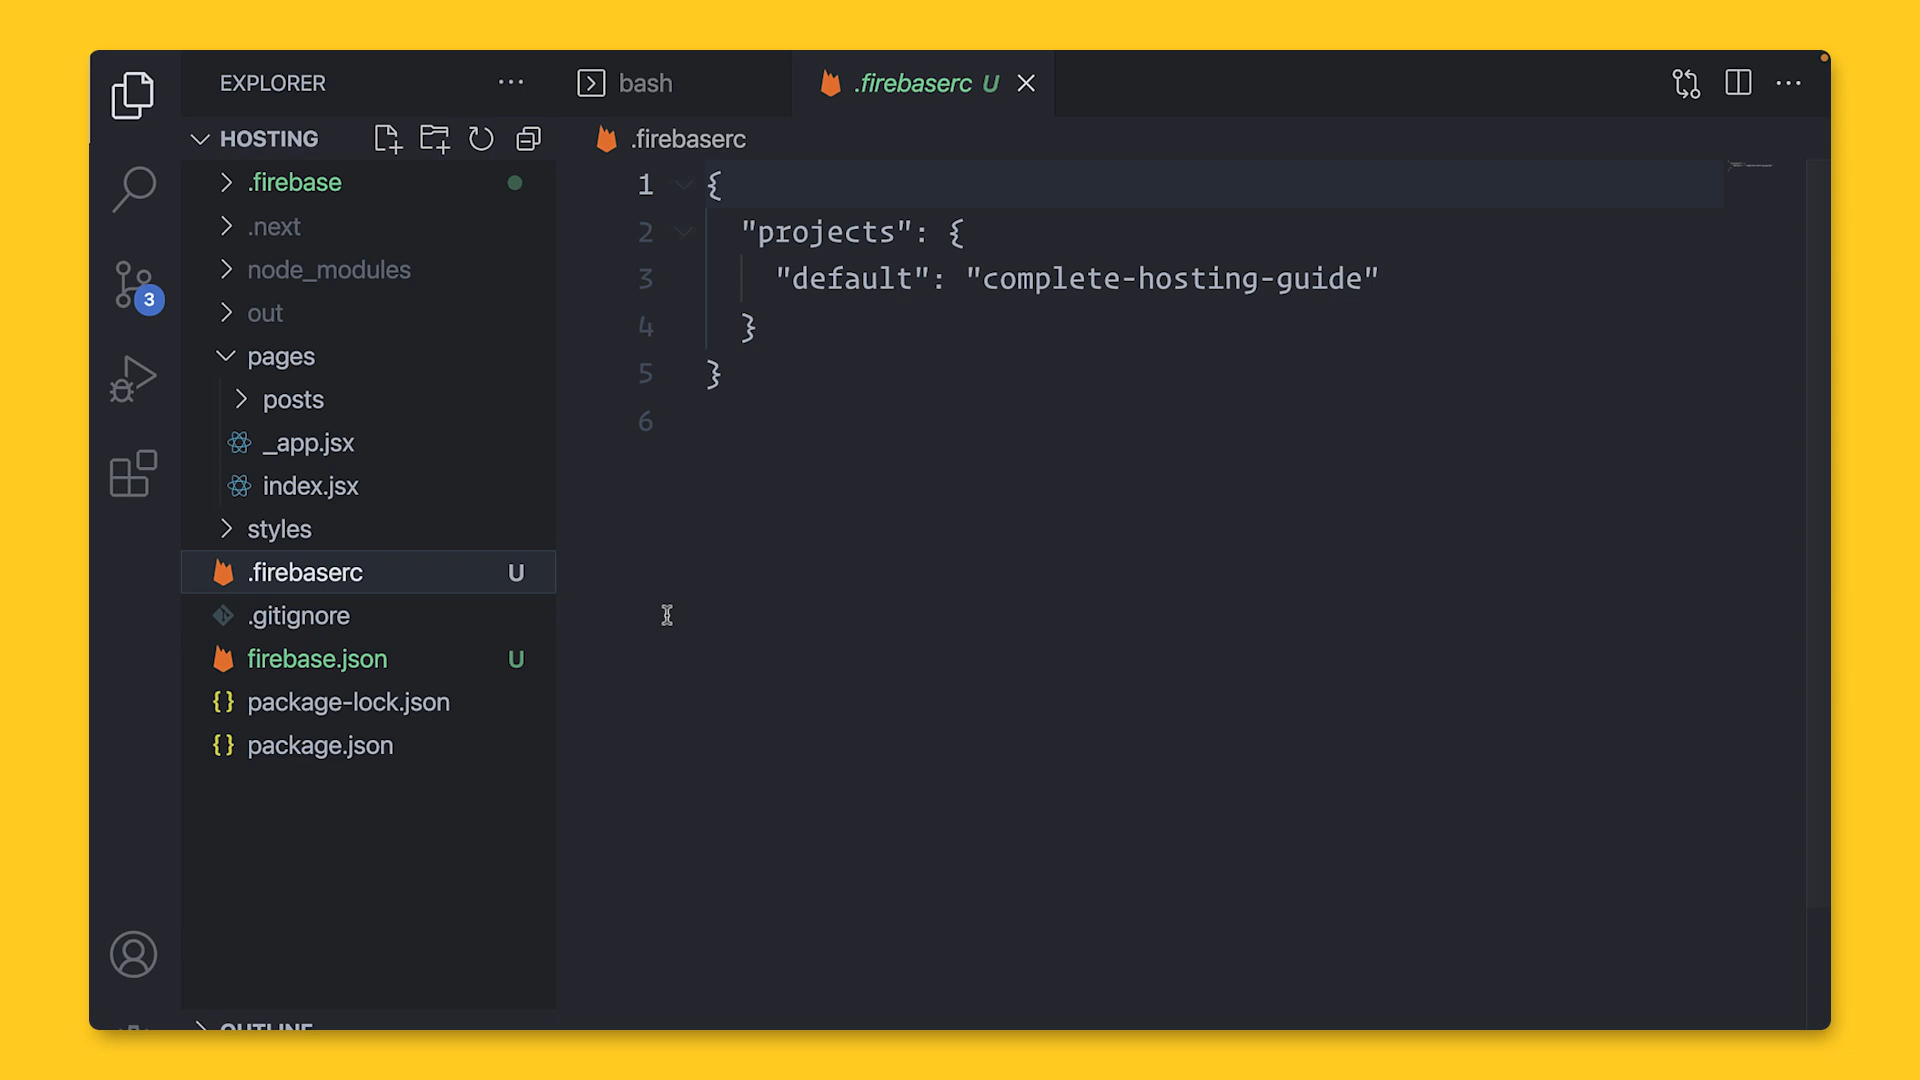 EXPLORER
bash
.firebaserc U
HOSTING
.firebaserc
.firebase
.next
node_modules
out
pages
posts
_app.jsx
index.jsx
styles
.firebaserc U
.gitignore
firebase.json U
package-lock.json
package.json
OUTLINE
3
1 {
2 "projects": {
3 "default": "complete-hosting-guide"
4 }
5 }
6